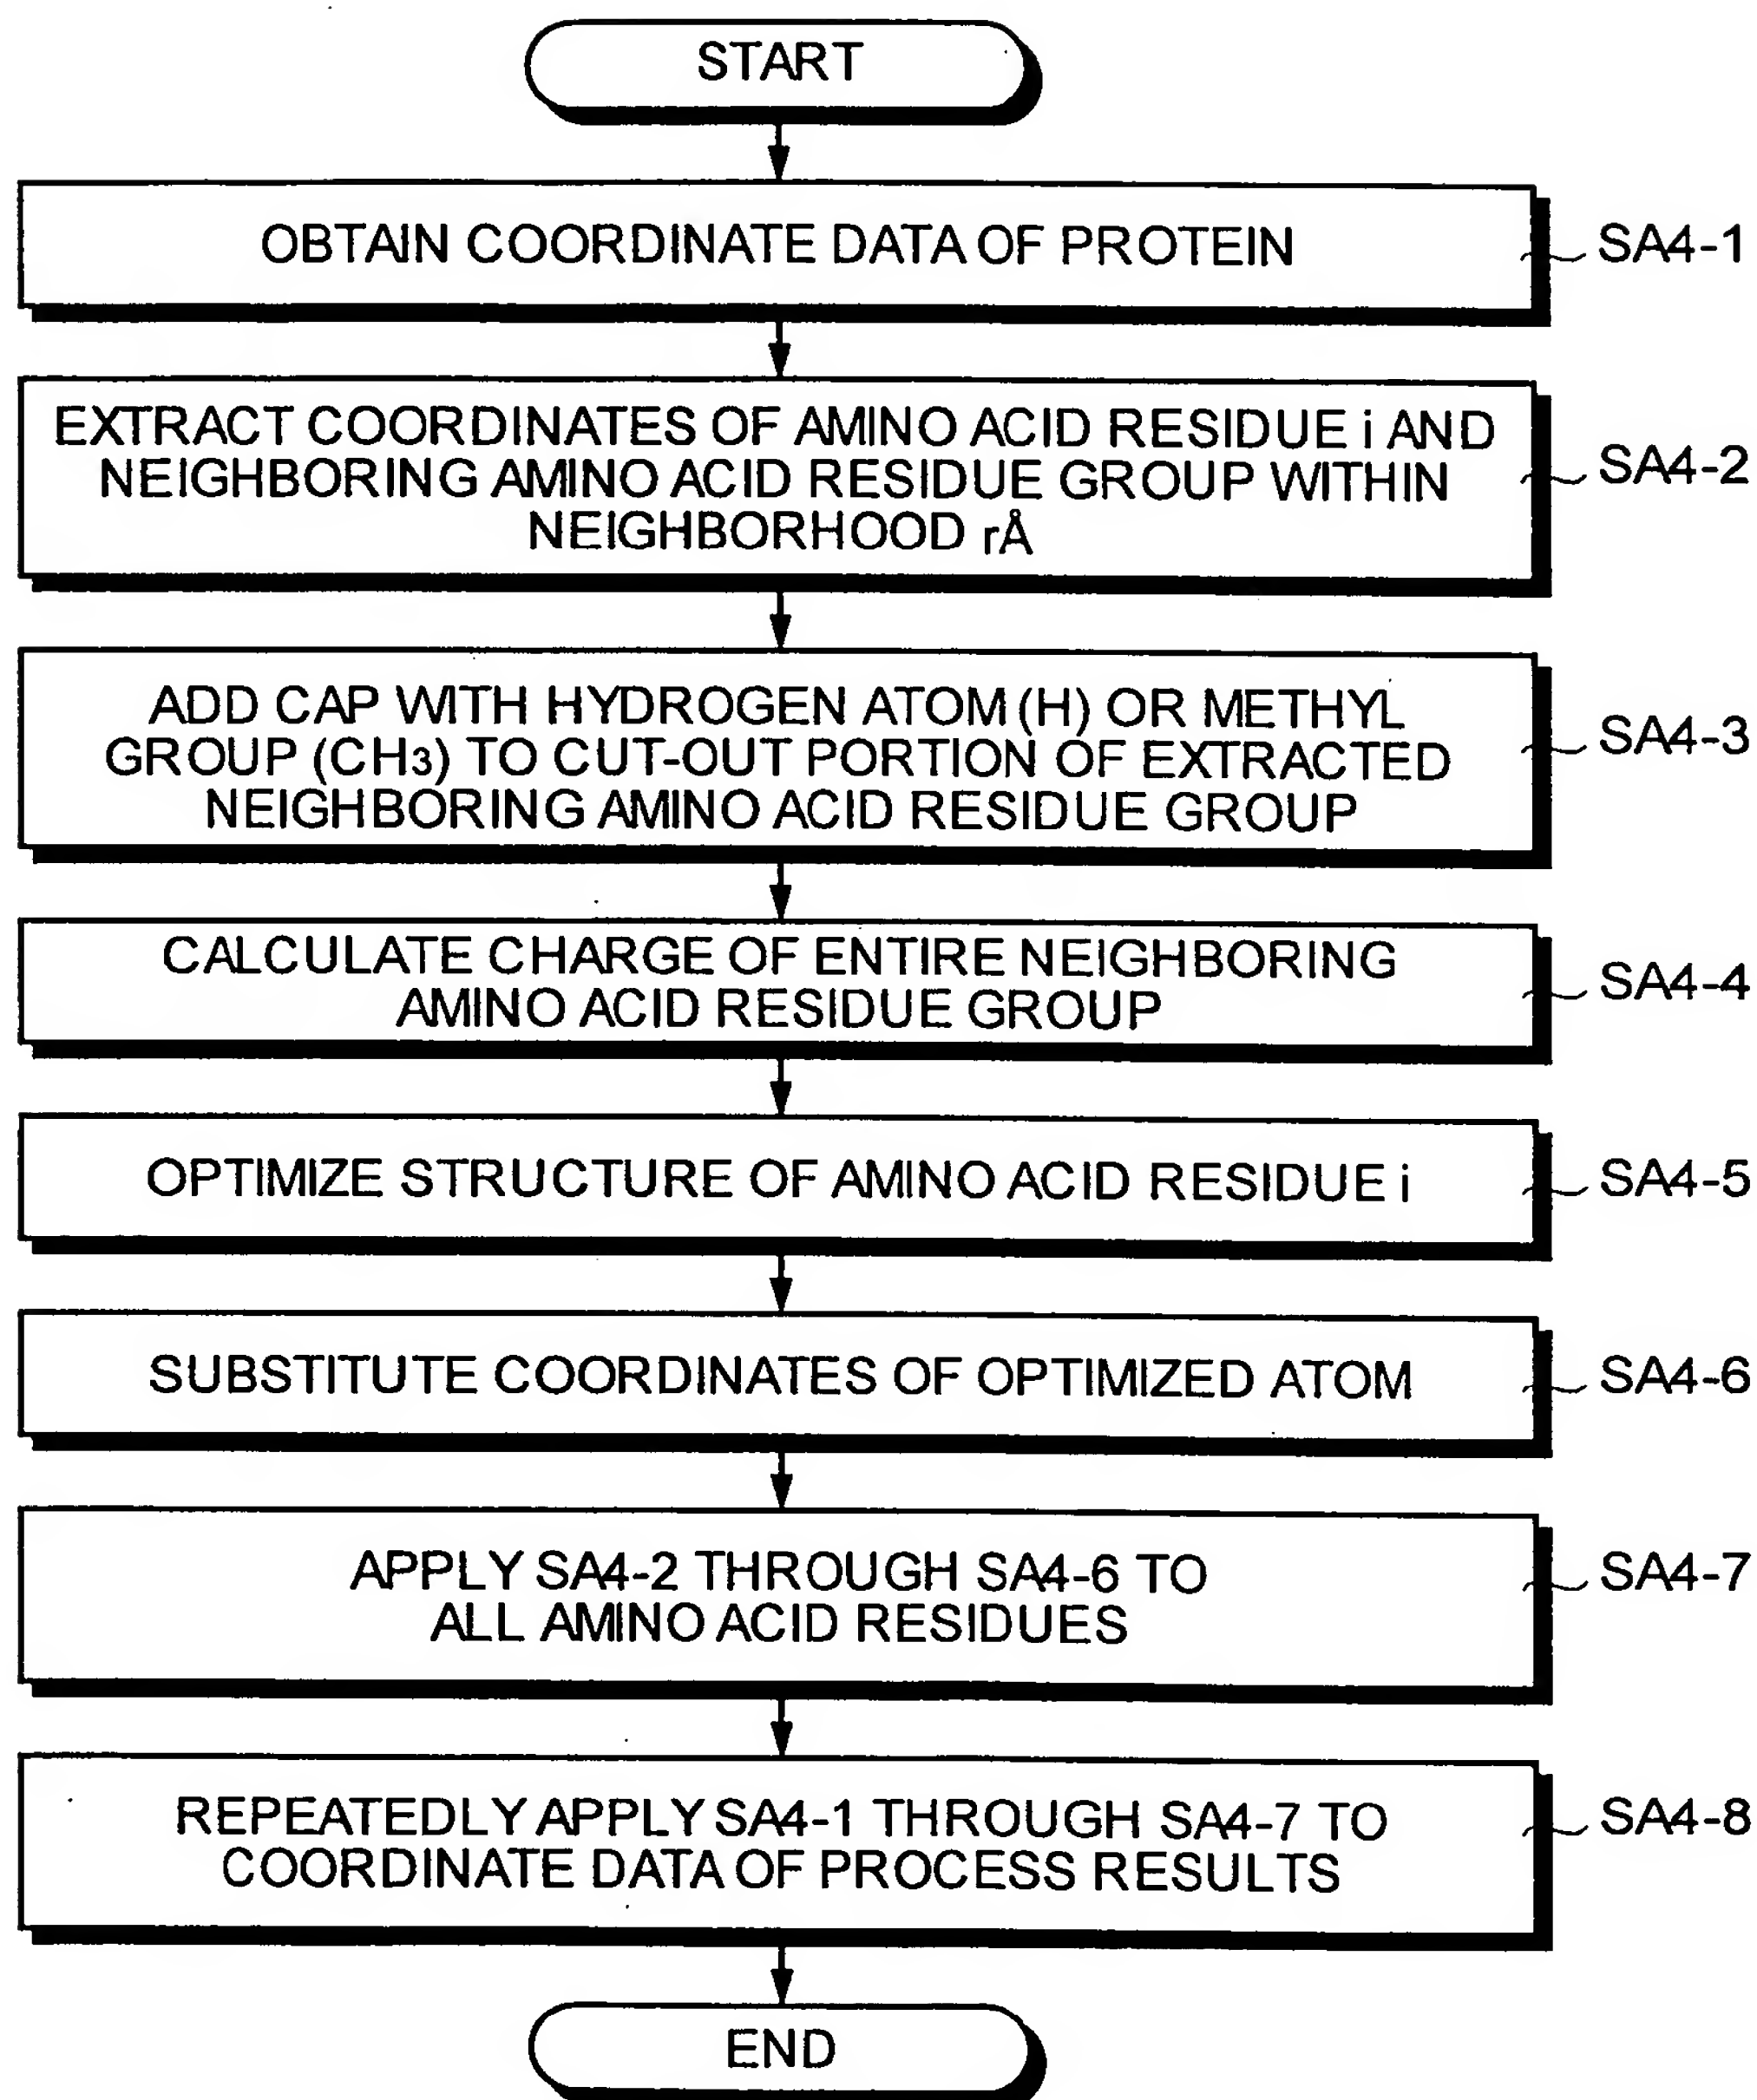 START
OBTAIN COORDINATE DATA OF PROTEIN
SA4-1
EXTRACT COORDINATES OF AMINO ACID RESIDUE i AND
NEIGHBORING AMINO ACID RESIDUE GROUP WITHIN
NEIGHBORHOOD rÅ
SA4-2
ADD CAP WITH HYDROGEN ATOM (H) OR METHYL
GROUP (CH3) TO CUT-OUT PORTION OF EXTRACTED
NEIGHBORING AMINO ACID RESIDUE GROUP
SA4-3
CALCULATE CHARGE OF ENTIRE NEIGHBORING
AMINO ACID RESIDUE GROUP
SA4-4
OPTIMIZE STRUCTURE OF AMINO ACID RESIDUE i
SA4-5
SUBSTITUTE COORDINATES OF OPTIMIZED ATOM
SA4-6
APPLY SA4-2 THROUGH SA4-6 TO
ALL AMINO ACID RESIDUES
SA4-7
REPEATEDLY APPLY SA4-1 THROUGH SA4-7 TO
COORDINATE DATA OF PROCESS RESULTS
SA4-8
END